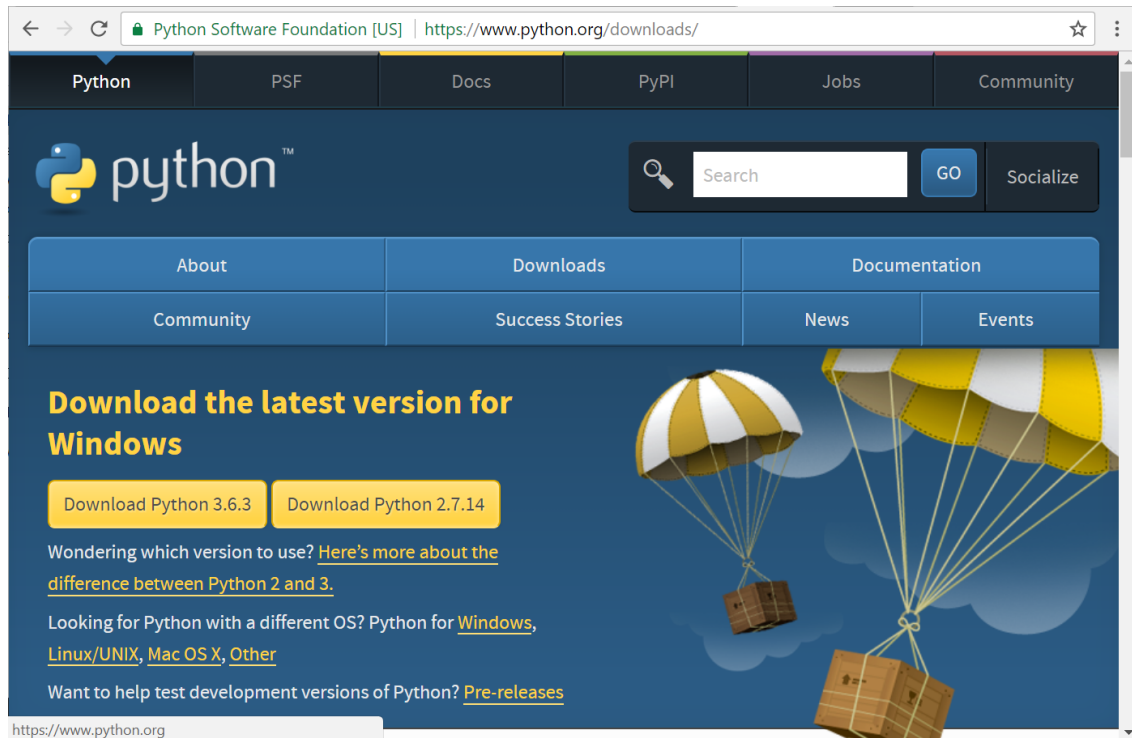 Python Software Foundation [US] https://www.python.org/downloads/
Python PSF Docs PyPI Jobs Community
python™
Search GO Socialize
About Downloads Documentation
Community Success Stories News Events
Download the latest version for
Windows
Download Python 3.6.3 Download Python 2.7.14
Wondering which version to use? Here's more about the
difference between Python 2 and 3.
Looking for Python with a different OS? Python for Windows,
Linux/UNIX, Mac OS X, Other
Want to help test development versions of Python? Pre-releases
https://www.python.org